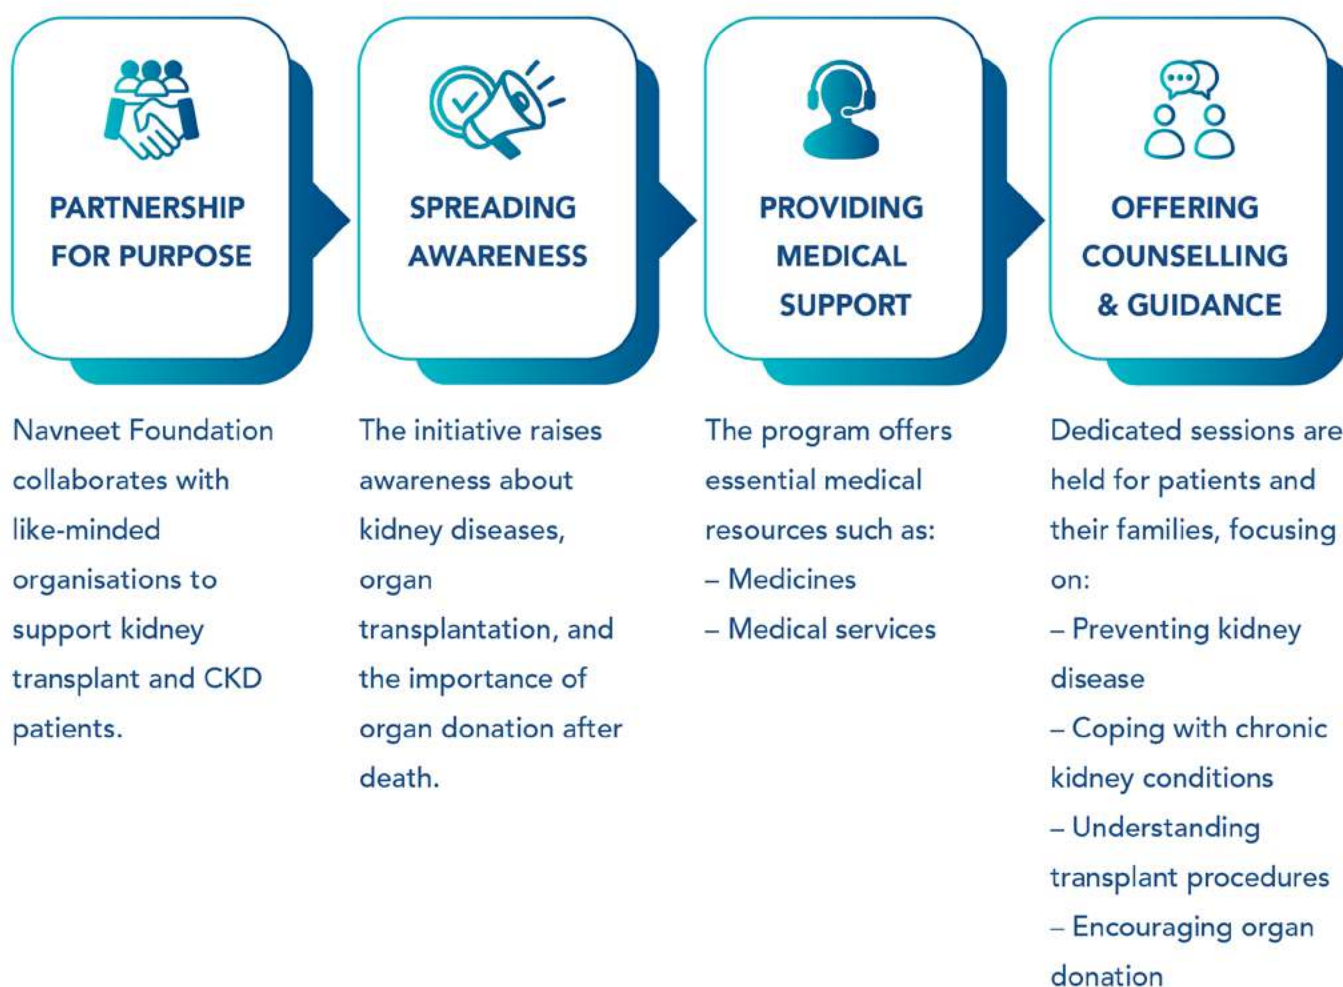 PARTNERSHIP
FOR PURPOSE
Navneet Foundation
collaborates with
like-minded
organisations to
support kidney
transplant and CKD
patients.
SPREADING
AWARENESS
The initiative raises
awareness about
kidney diseases,
organ
transplantation, and
the importance of
organ donation after
death.
PROVIDING
MEDICAL
SUPPORT
The program offers
essential medical
resources such as:
– Medicines
– Medical services
OFFERING
COUNSELLING
& GUIDANCE
Dedicated sessions are
held for patients and
their families, focusing
on:
– Preventing kidney
disease
– Coping with chronic
kidney conditions
– Understanding
transplant procedures
– Encouraging organ
donation